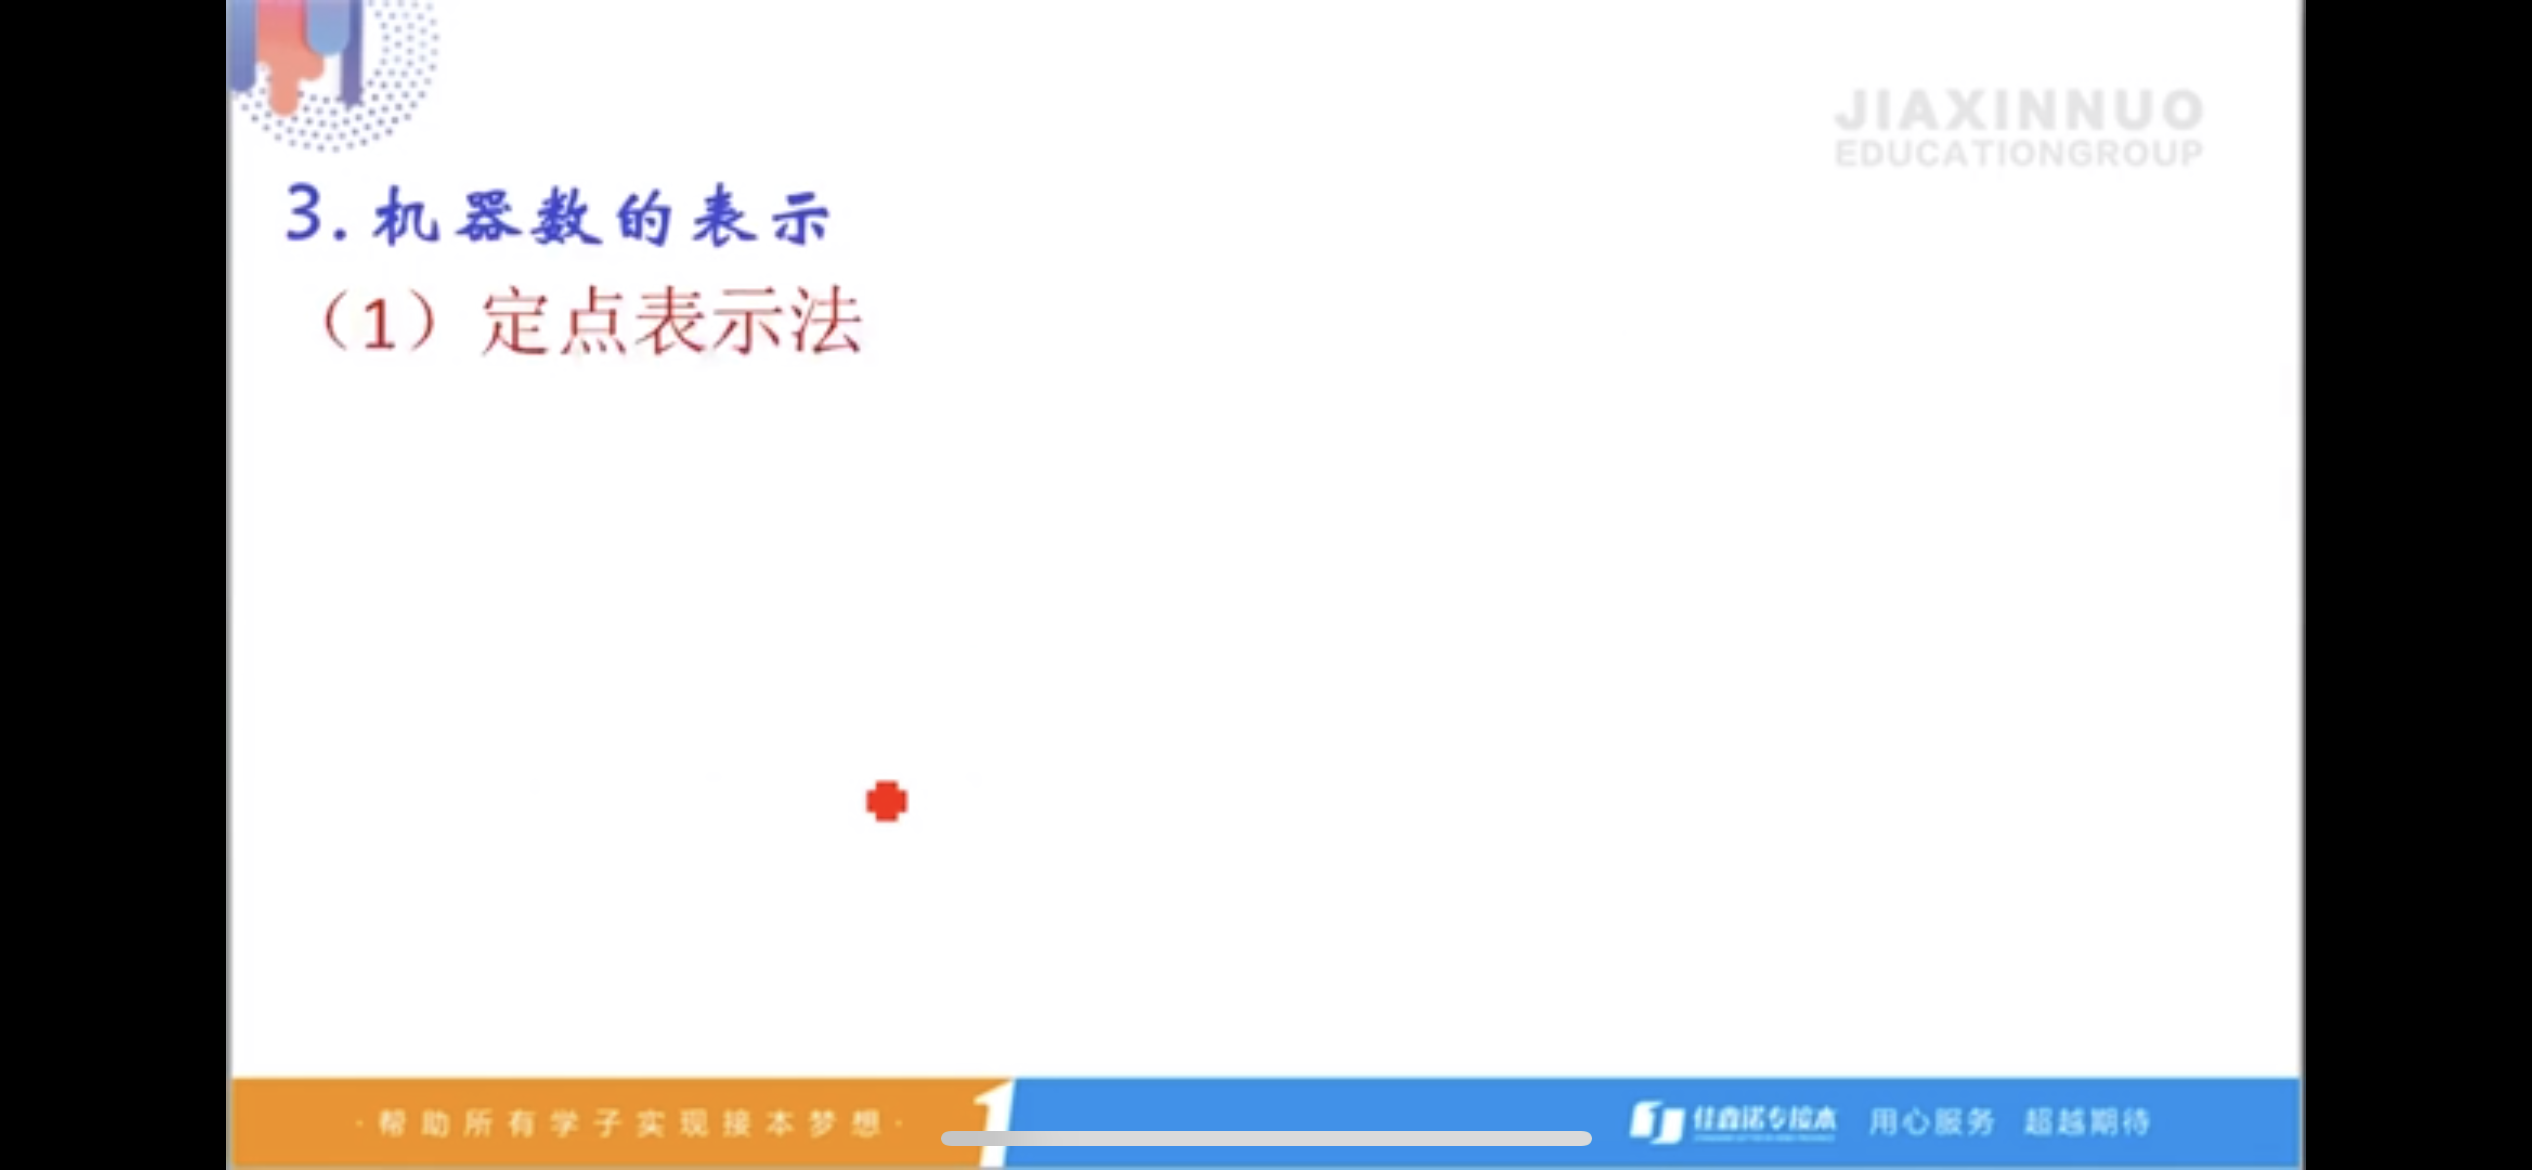 JIAXINNUO
EDUCATIONGROUP
3.机器数的表示
（1）定点表示法
·帮助所有学子实现接本梦想·
1
佳鑫诺专接本
用心服务 超越期待